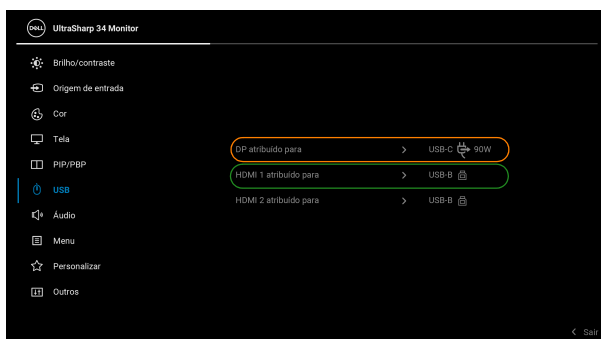 DELL UltraSharp 34 Monitor
Brilho/contraste
Origem de entrada
Cor
Tela
DP atribuído para > USB-C 90W
PIP/PBP
HDMI 1 atribuído para > USB-B
USB
HDMI 2 atribuído para > USB-B
Áudio
Menu
Personalizar
Outros
< Sair